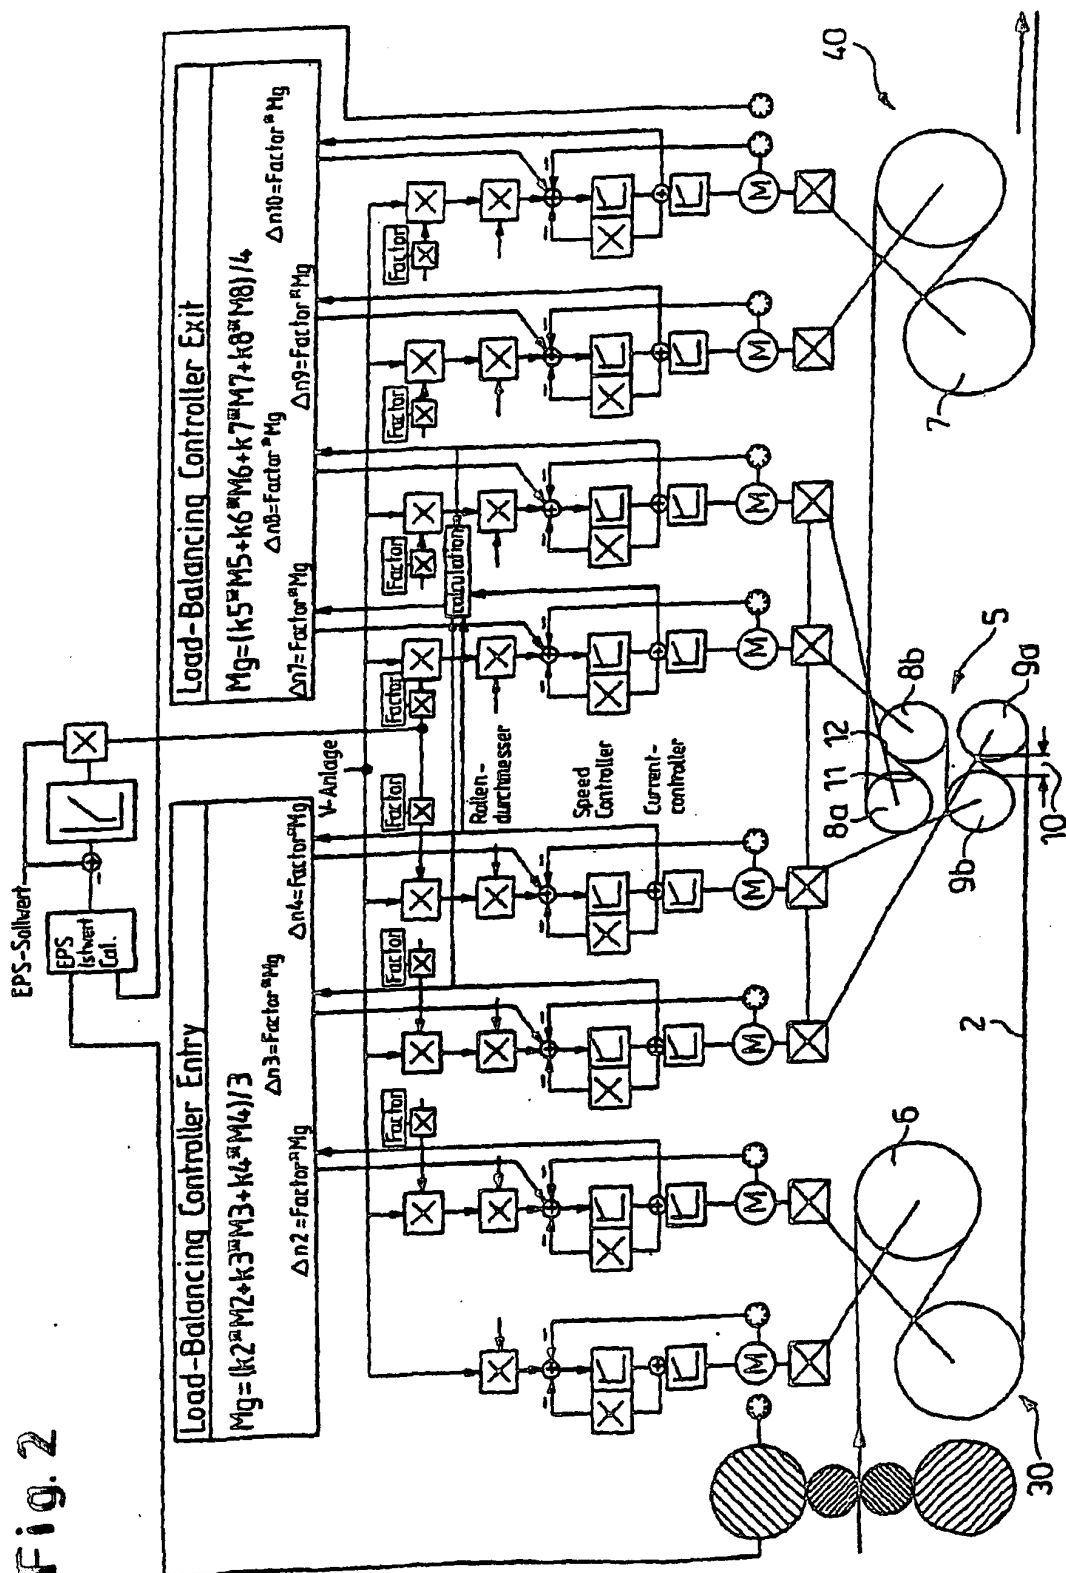 Fig. 2
EPS-Sollwert
EPS
Istwert
Cal.
Load-Balancing Controller Entry
Mg=(k2*M2+k3*M3+k4*M4)/3
Δn2=Factor*Mg
Δn3=Factor*Mg
Δn4=Factor*Mg
Load-Balancing Controller Exit
Mg=(k5*M5+k6*M6+k7*M7+k8*M8)/4
Δn7=Factor*Mg
Δn8=Factor*Mg
Δn9=Factor*Mg
Δn10=Factor*Mg
V-Anlage
Factor
Factor
Factor
Factor
Factor
Factor
Factor
calculation
Rollen-
durchmesser
Speed
Controller
Current-
controller
M
M
M
M
M
M
M
M
30
6
2
10
9b
9a
8a
11
12
8b
5
7
40